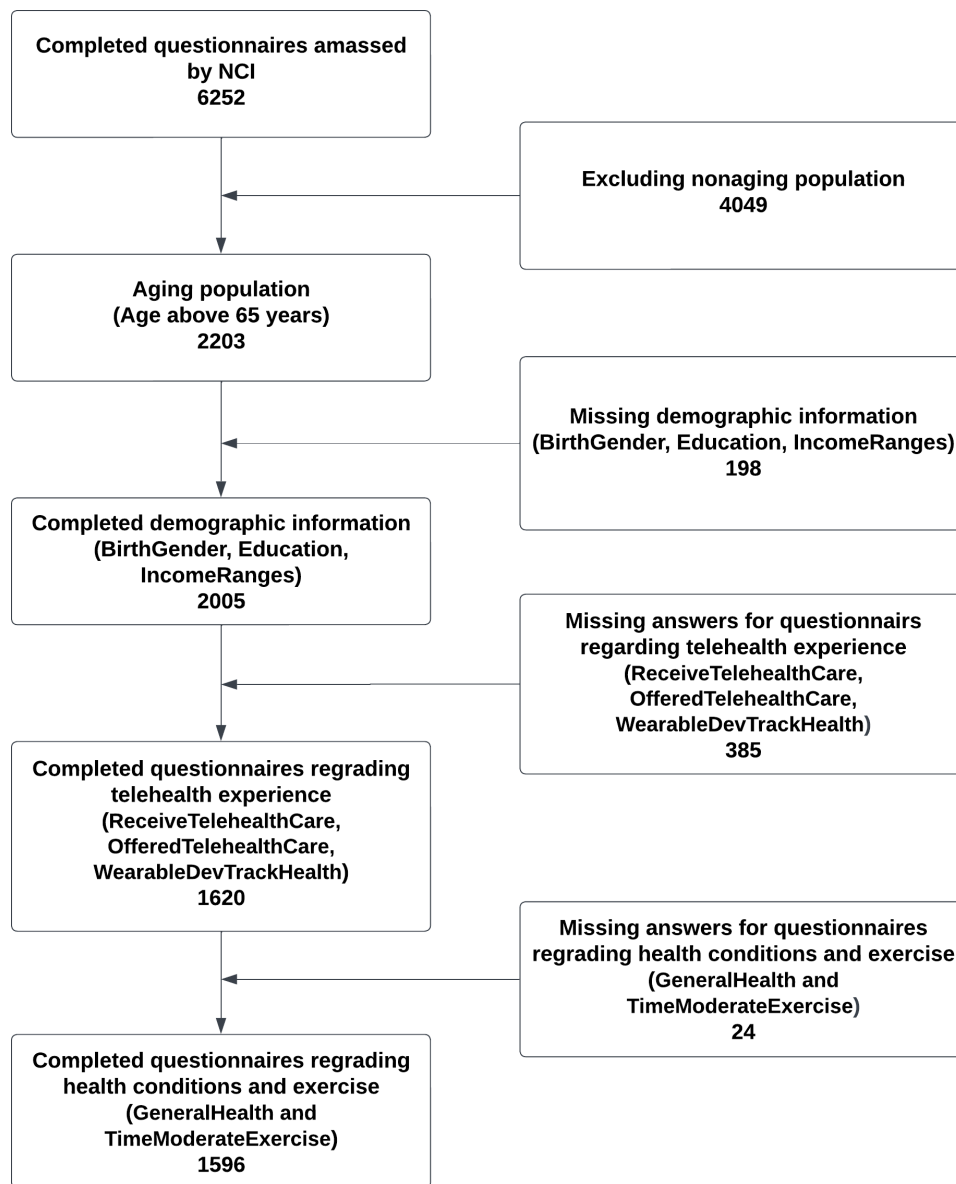 Completed questionnaires amassed
by NCI
6252
Excluding nonaging population
4049
Aging population
(Age above 65 years)
2203
Missing demographic information
(BirthGender, Education, IncomeRanges)
198
Completed demographic information
(BirthGender, Education,
IncomeRanges)
2005
Missing answers for questionnairs
regarding telehealth experience
(ReceiveTelehealthCare,
OfferedTelehealthCare,
WearableDevTrackHealth)
385
Completed questionnaires regrading
telehealth experience
(ReceiveTelehealthCare,
OfferedTelehealthCare,
WearableDevTrackHealth)
1620
Missing answers for questionnaires
regrading health conditions and exercise
(GeneralHealth and
TimeModerateExercise)
24
Completed questionnaires regrading
health conditions and exercise
(GeneralHealth and
TimeModerateExercise)
1596